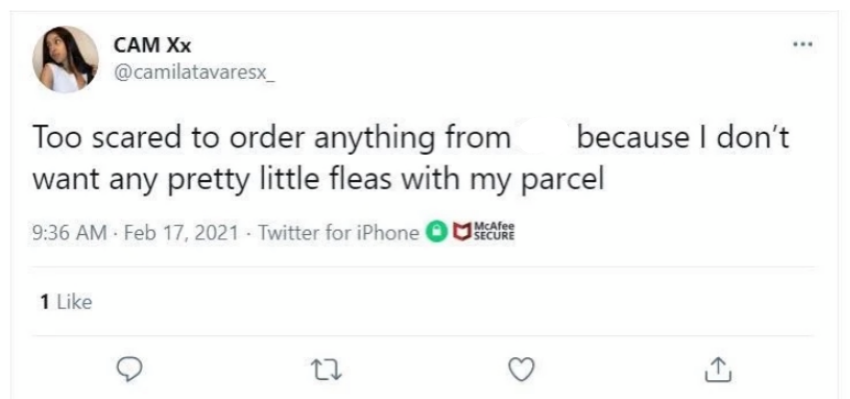 CAM Xx
@camilatavaresx_
Too scared to order anything from because I don't
want any pretty little fleas with my parcel
9:36 AM · Feb 17, 2021 · Twitter for iPhone McAfee SECURE
1 Like